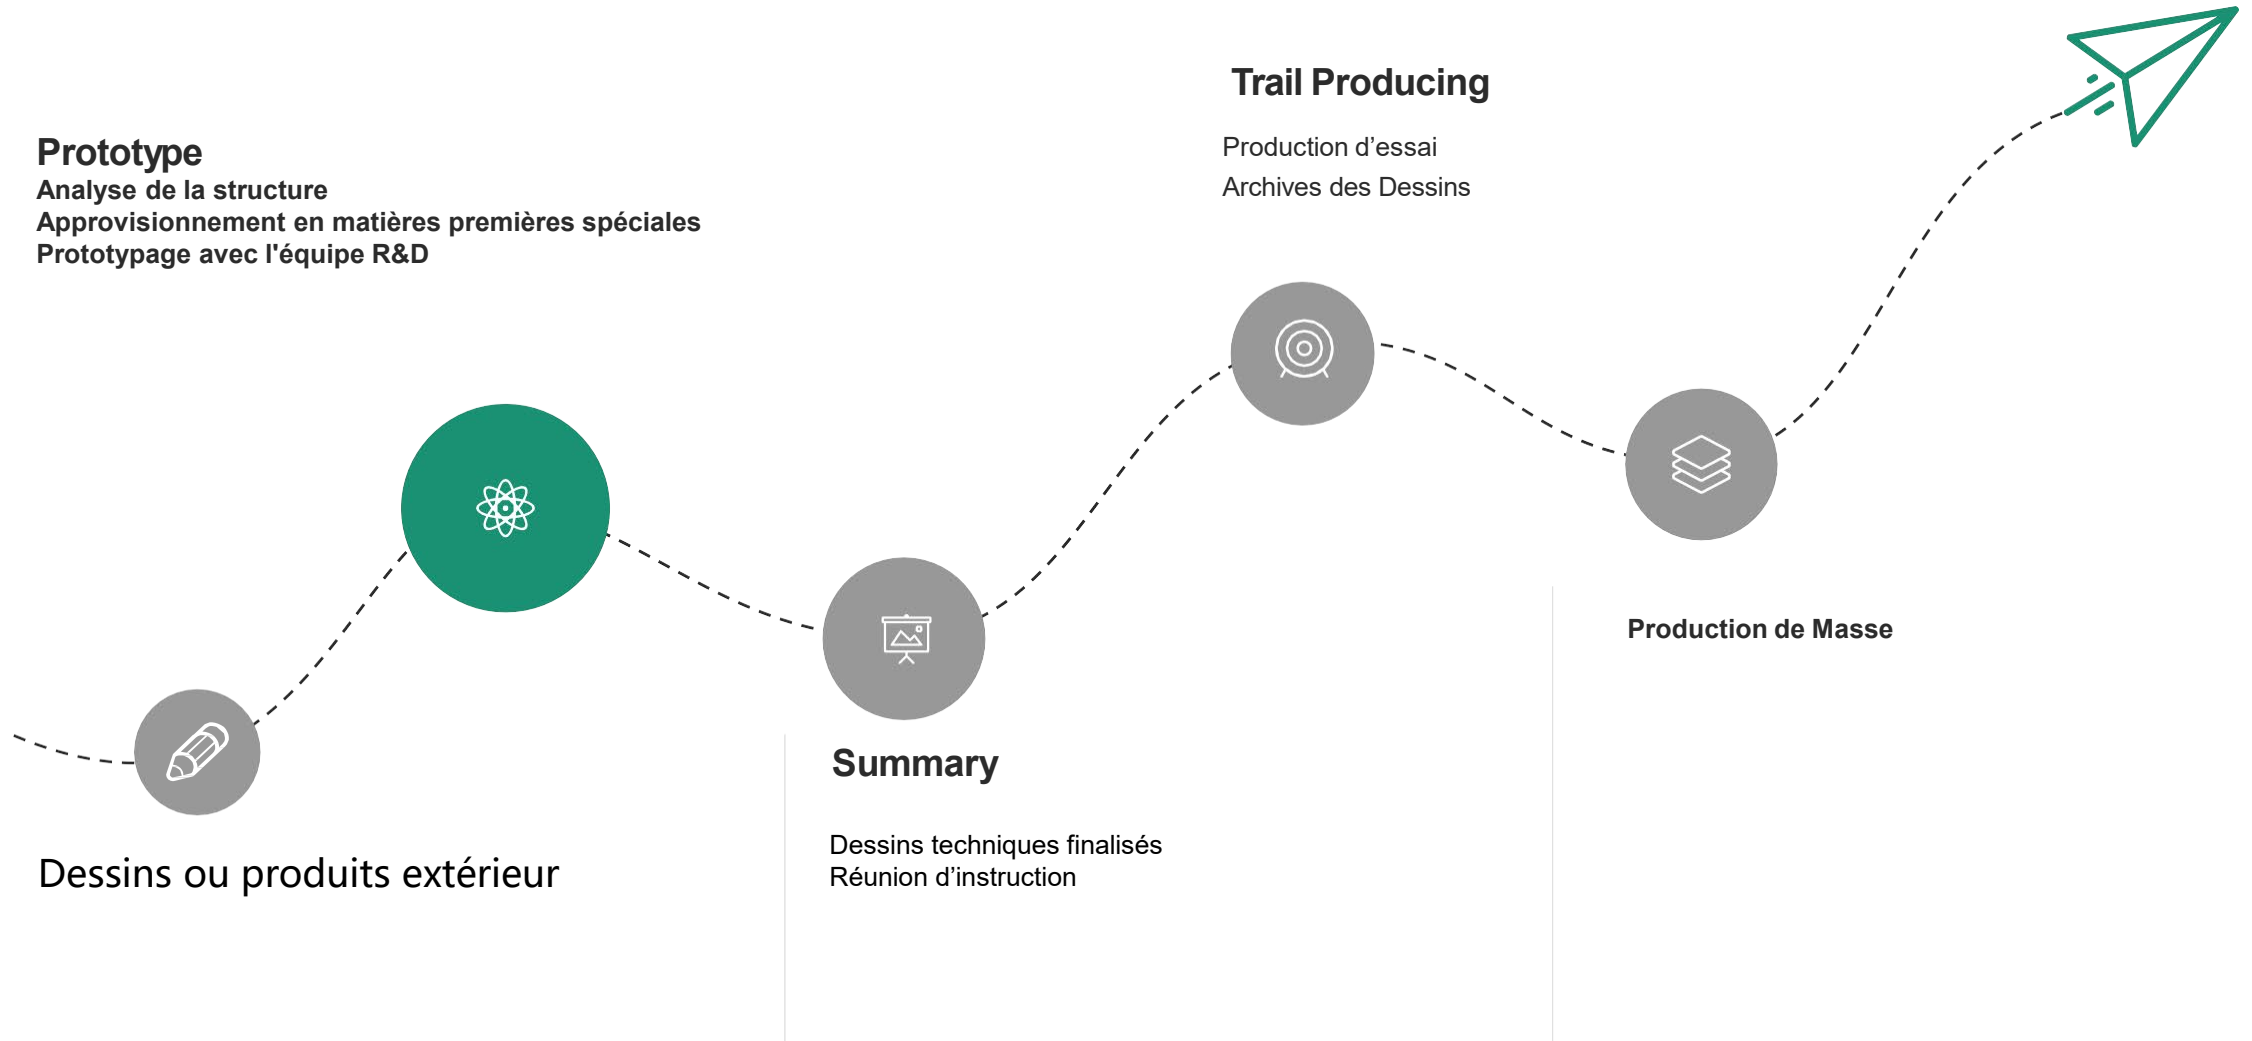 Prototype
Analyse de la structure
Approvisionnement en matières premières spéciales
Prototypage avec l'équipe R&D
Trail Producing
Production d’essai
Archives des Dessins
Production de Masse
Summary
Dessins techniques finalisés
Réunion d’instruction
Dessins ou produits extérieur